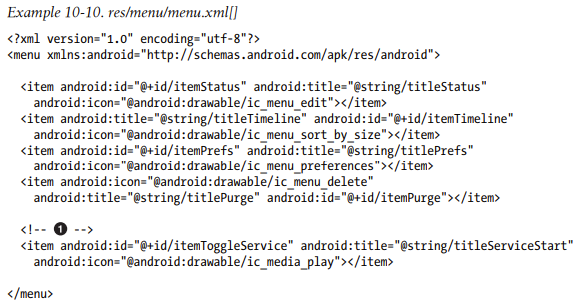 Example 10-10. res/menu/menu.xml[]
<?xml version="1.0" encoding="utf-8"?>
<menu xmlns:android="http://schemas.android.com/apk/res/android">
<item android:id="@+id/itemStatus" android:title="@string/titleStatus"
android:icon="@android:drawable/ic_menu_edit"></item>
<item android:title="@string/titleTimeline" android:id="@+id/itemTimeline"
android:icon="@android:drawable/ic_menu_sort_by_size"></item>
<item android:id="@+id/itemPrefs" android:title="@string/titlePrefs"
android:icon="@android:drawable/ic_menu_preferences"></item>
<item android:icon="@android:drawable/ic_menu_delete"
android:title="@string/titlePurge" android:id="@+id/itemPurge"></item>
<!-- ❶ -->
<item android:id="@+id/itemToggleService" android:title="@string/titleServiceStart"
android:icon="@android:drawable/ic_media_play"></item>
</menu>